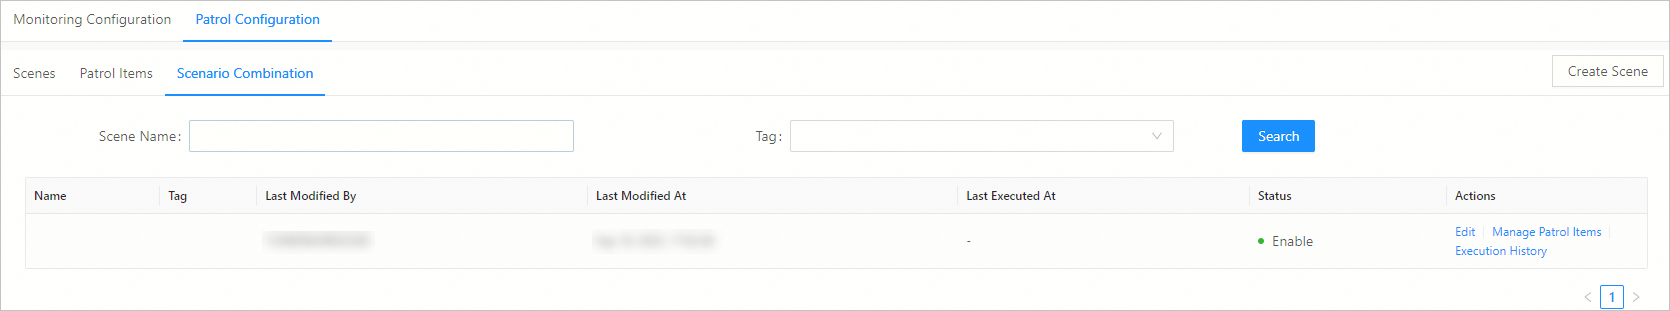 Monitoring Configuration Patrol Configuration
Scenes Patrol Items Scenario Combination Create Scene
Scene Name: Tag: Search
Name Tag Last Modified By Last Modified At Last Executed At Status Actions
- Enable Edit Manage Patrol Items
Execution History
< 1 >